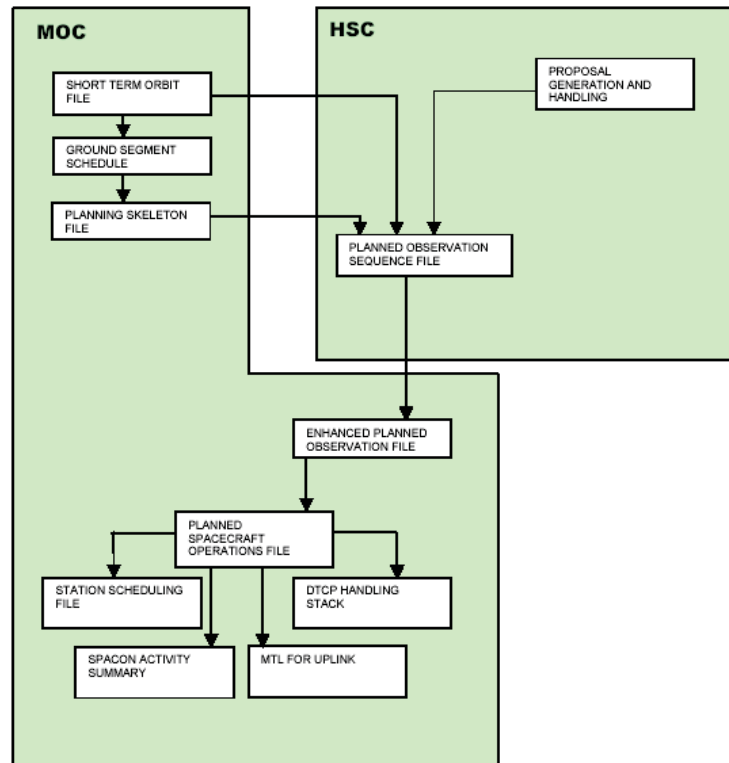 MOC
HSC
SHORT TERM ORBIT
FILE
PROPOSAL
GENERATION AND
HANDLING
GROUND SEGMENT
SCHEDULE
PLANNING SKELETON
FILE
PLANNED OBSERVATION
SEQUENCE FILE
ENHANCED PLANNED
OBSERVATION FILE
PLANNED
SPACECRAFT
OPERATIONS FILE
STATION SCHEDULING
FILE
DTCP HANDLING
STACK
SPACON ACTIVITY
SUMMARY
MTL FOR UPLINK